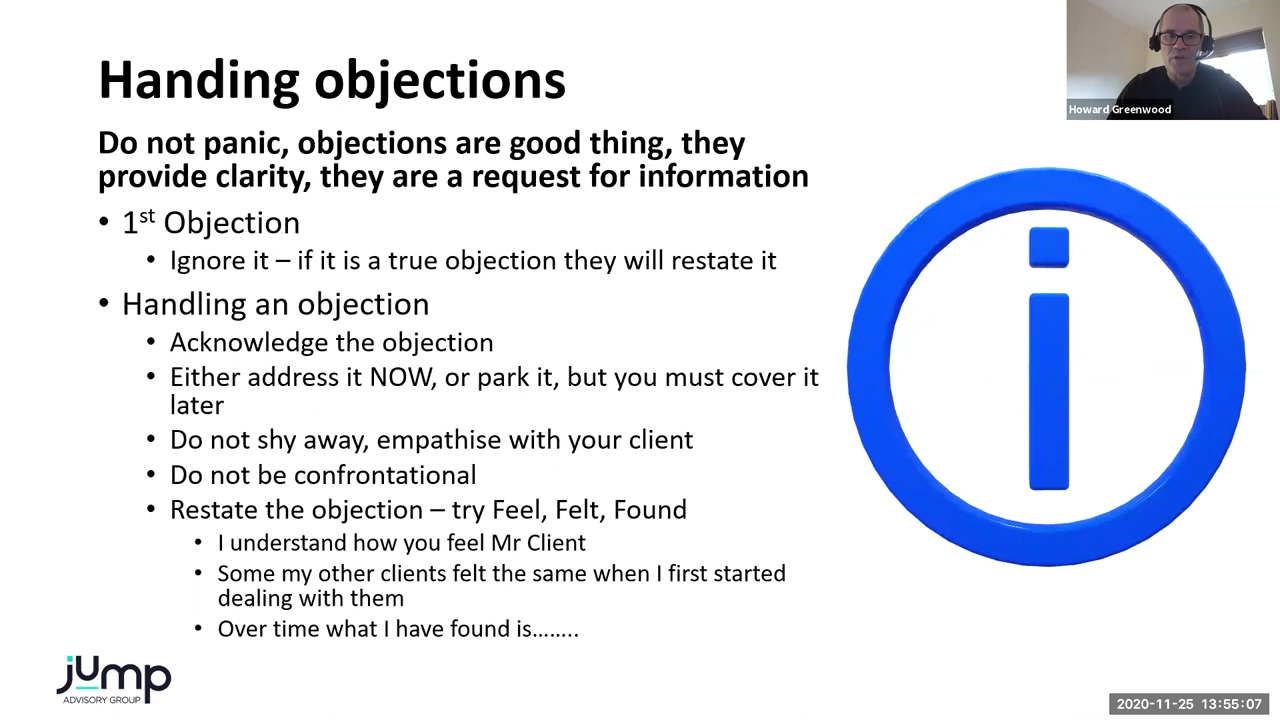 Handing objections
Do not panic, objections are good thing, they
provide clarity, they are a request for information
• 1st Objection
• Ignore it – if it is a true objection they will restate it
• Handling an objection
• Acknowledge the objection
• Either address it NOW, or park it, but you must cover it
later
• Do not shy away, empathise with your client
• Do not be confrontational
• Restate the objection – try Feel, Felt, Found
• I understand how you feel Mr Client
• Some my other clients felt the same when I first started
dealing with them
• Over time what I have found is……..
Howard Greenwood
i
jump
ADVISORY GROUP
2020-11-25 13:55:07